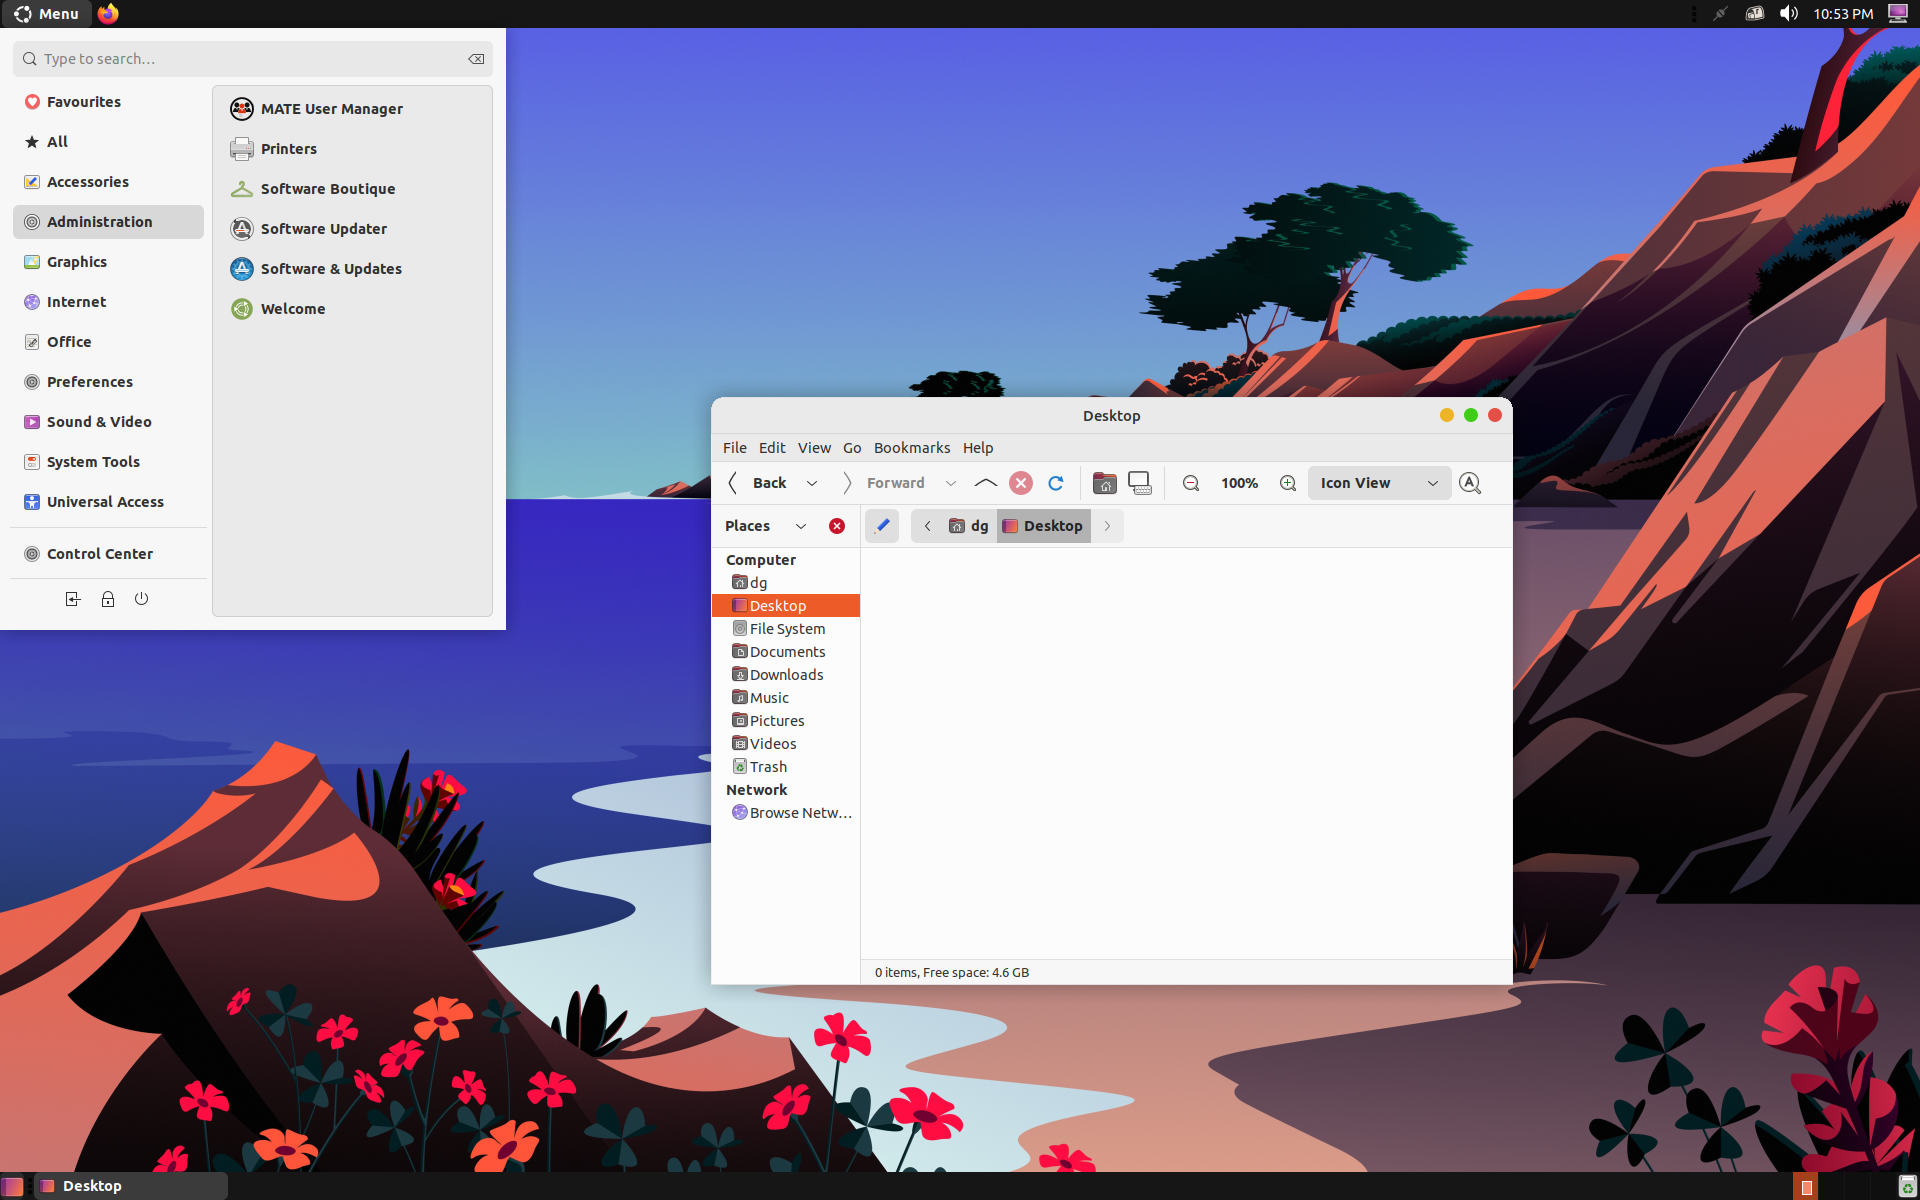 Menu
10:53 PM
Type to search…
Favourites
All
Accessories
Administration
Graphics
Internet
Office
Preferences
Sound & Video
System Tools
Universal Access
Control Center
MATE User Manager
Printers
Software Boutique
Software Updater
Software & Updates
Welcome
Desktop
File Edit View Go Bookmarks Help
Back Forward 100% Icon View
Places dg Desktop
Computer
dg
Desktop
File System
Documents
Downloads
Music
Pictures
Videos
Trash
Network
Browse Netw…
0 items, Free space: 4.6 GB
Desktop